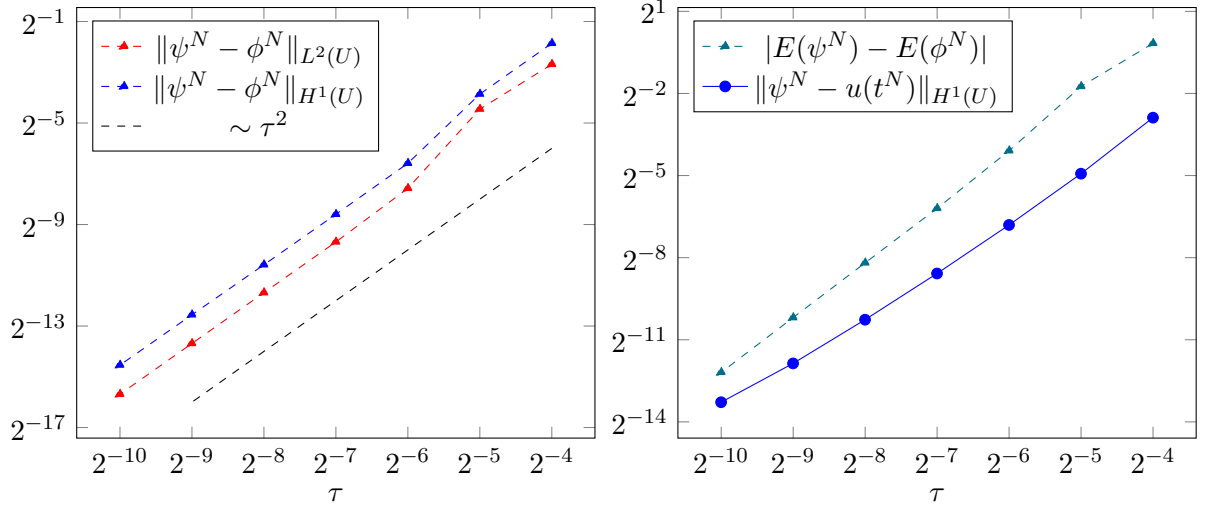 2^{-1}
2^{-5}
2^{-9}
2^{-13}
2^{-17}
‖ψ^N − ϕ^N‖_{L^2(U)}
‖ψ^N − ϕ^N‖_{H^1(U)}
∼ τ^2
2^{-10} 2^{-9} 2^{-8} 2^{-7} 2^{-6} 2^{-5} 2^{-4}
τ
2^1
2^{-2}
2^{-5}
2^{-8}
2^{-11}
2^{-14}
|E(ψ^N) − E(ϕ^N)|
‖ψ^N − u(t^N)‖_{H^1(U)}
2^{-10} 2^{-9} 2^{-8} 2^{-7} 2^{-6} 2^{-5} 2^{-4}
τ